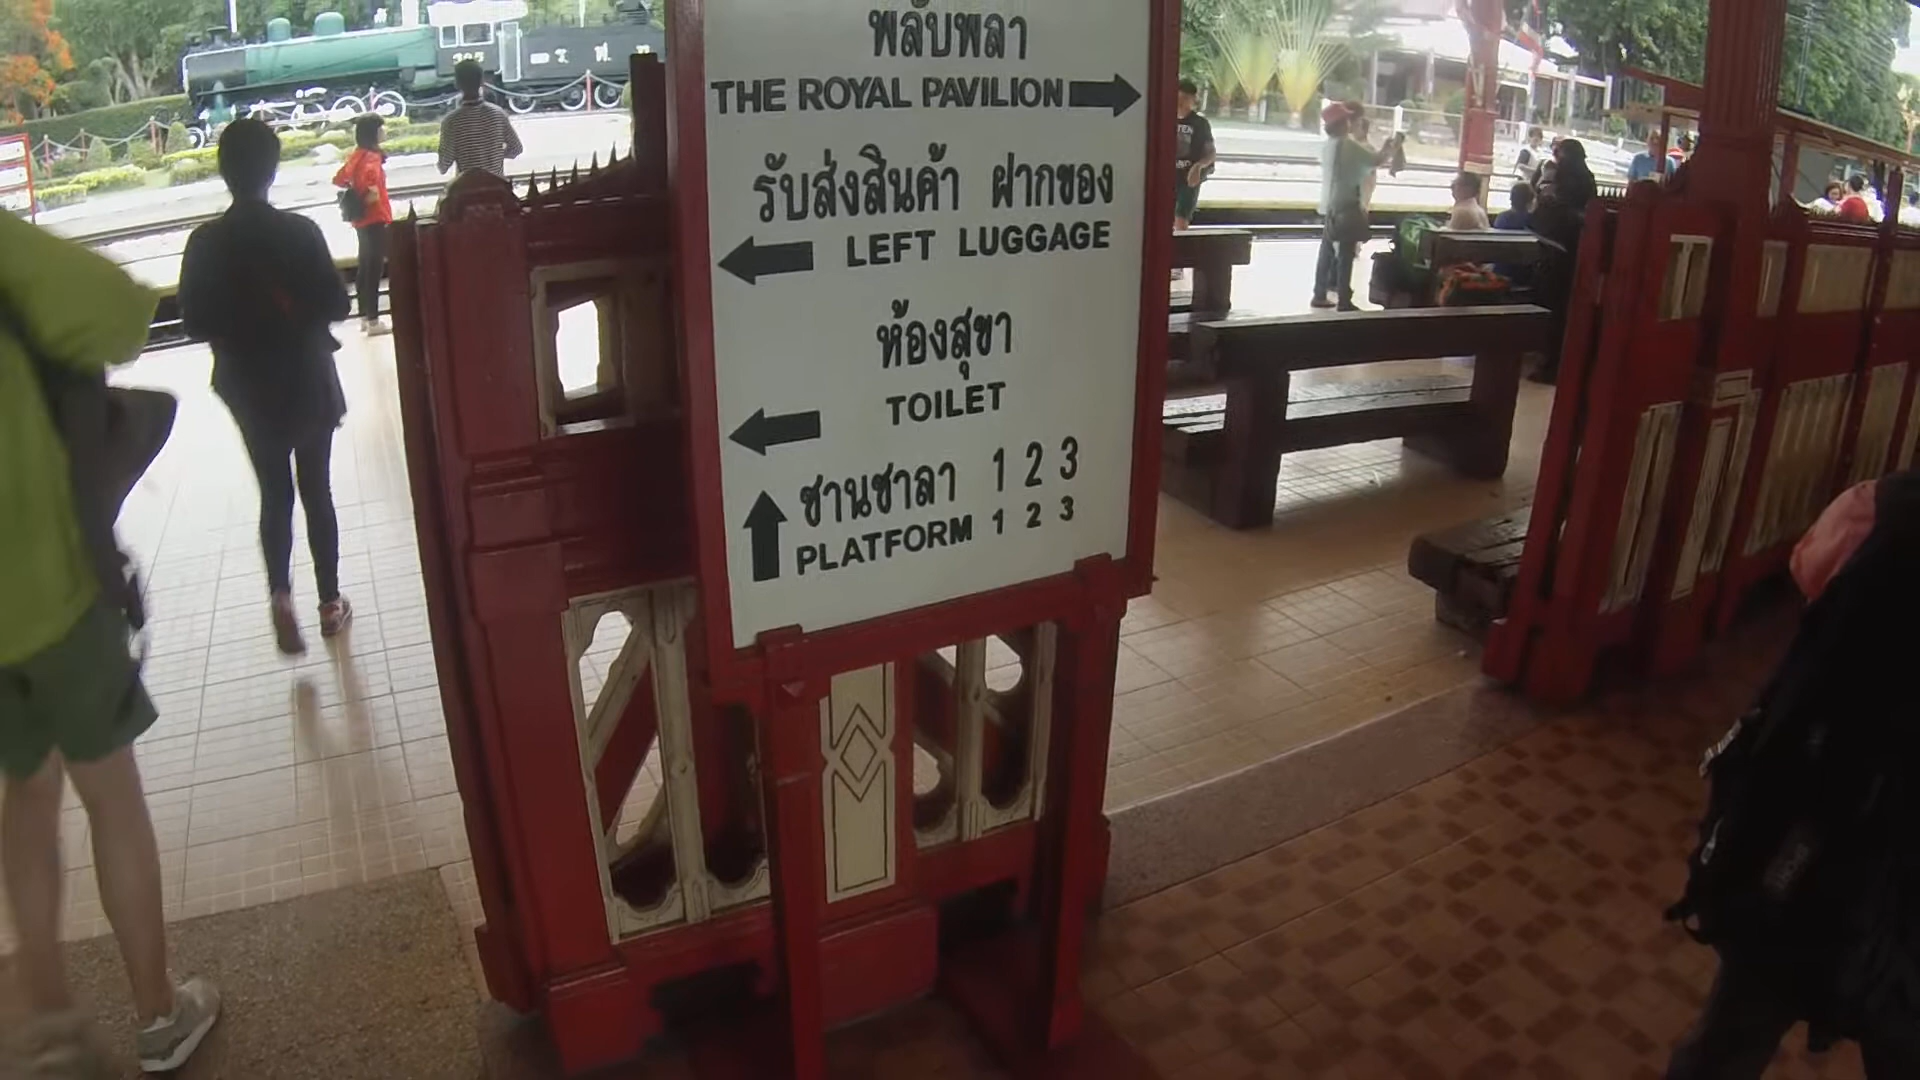 พลับพลา
THE ROYAL PAVILION
รับส่งสินค้า ฝากของ
LEFT LUGGAGE
ห้องสุขา
TOILET
ชานชาลา 1 2 3
PLATFORM 1 2 3